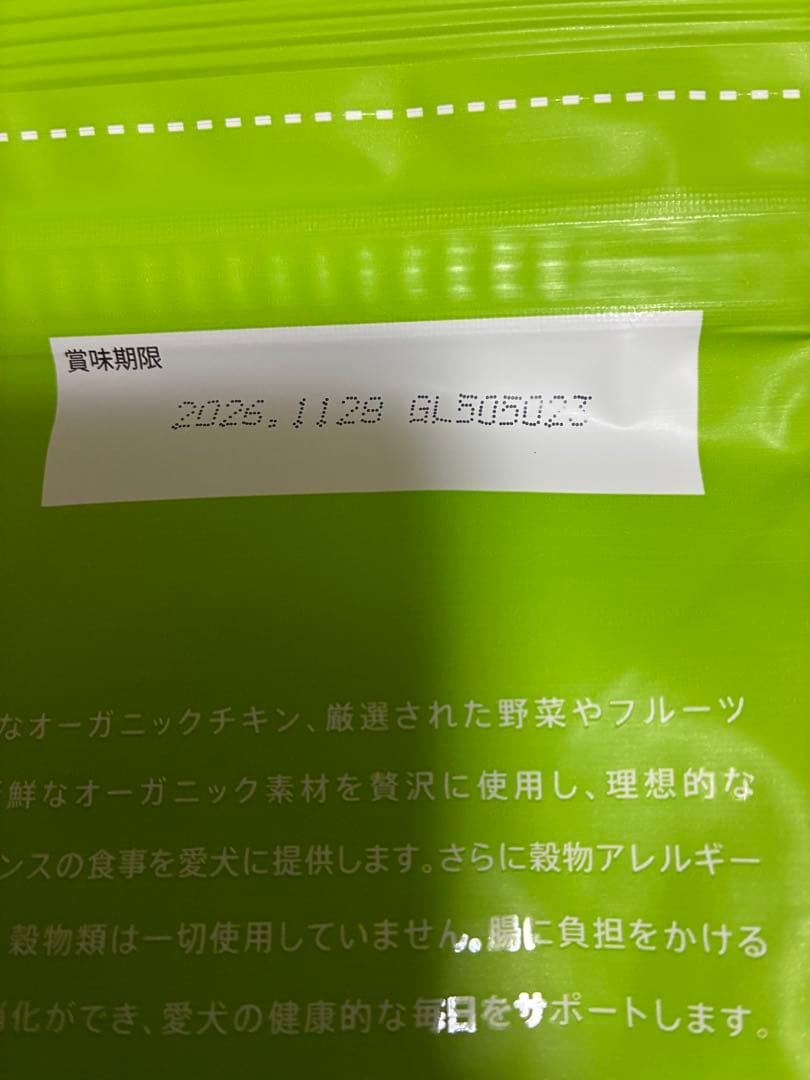 賞味期限
2026.1128 GL505023
なオーガニックチキン、厳選された野菜やフルーツ
鮮なオーガニック素材を贅沢に使用し、理想的な
ンスの食事を愛犬に提供します。さらに穀物アレルギー
穀物類は一切使用していません。腸に負担をかける
化ができ、愛犬の健康的な毎日をサポートします。